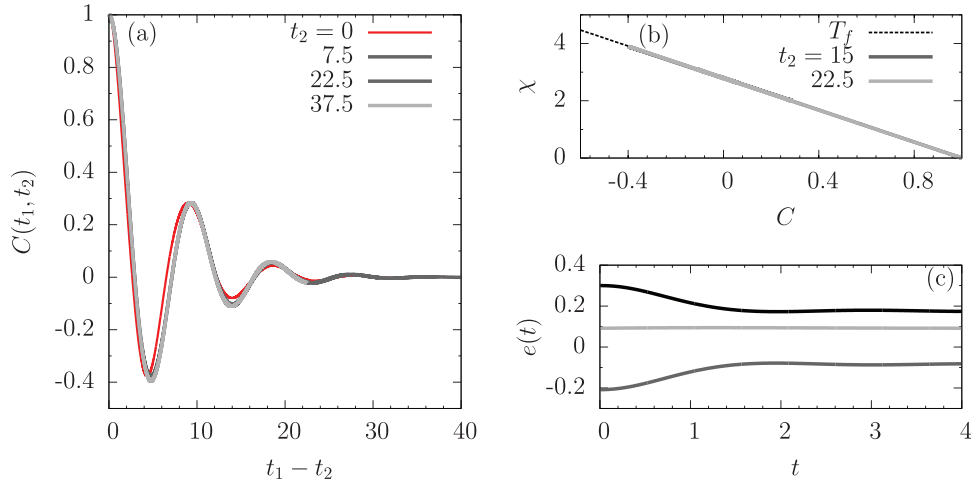 (a)
t₂ = 0
7.5
22.5
37.5
1
0.8
0.6
0.4
0.2
0
-0.2
-0.4
C(t₁, t₂)
0 10 20 30 40
t₁ − t₂
(b)
T_f
t₂ = 15
22.5
4
2
0
χ
-0.4 0 0.4 0.8
C
(c)
0.4
0.2
0
-0.2
e(t)
0 1 2 3 4
t